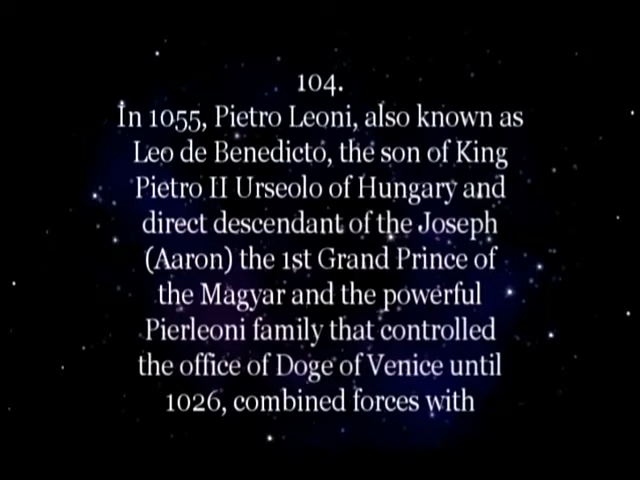 104.
In 1055, Pietro Leoni, also known as
Leo de Benedicto, the son of King
Pietro II Urseolo of Hungary and
direct descendant of the Joseph
(Aaron) the 1st Grand Prince of
the Magyar and the powerful
Pierleoni family that controlled
the office of Doge of Venice until
1026, combined forces with